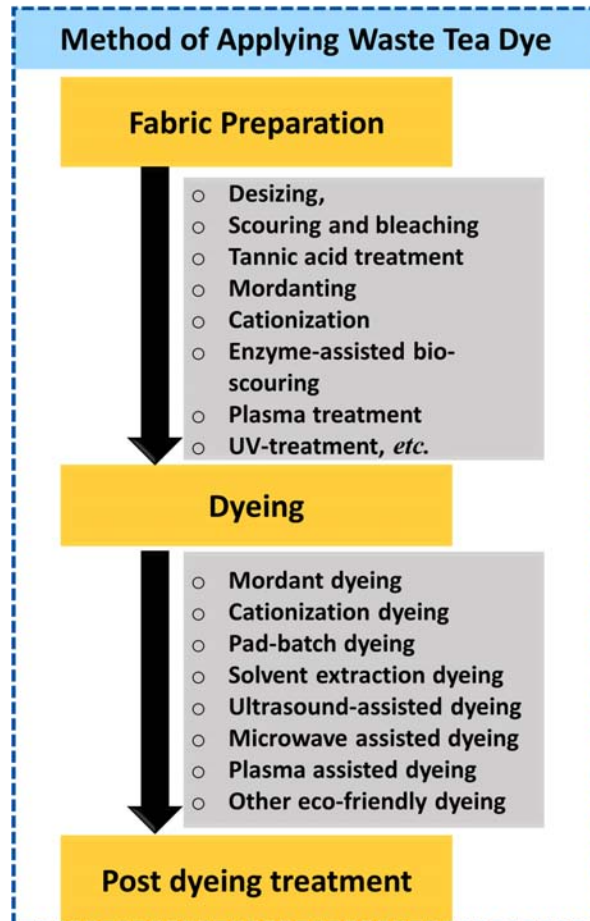 Method of Applying Waste Tea Dye
Fabric Preparation
○ Desizing,
○ Scouring and bleaching
○ Tannic acid treatment
○ Mordanting
○ Cationization
○ Enzyme-assisted bio-
scouring
○ Plasma treatment
○ UV-treatment, etc.
Dyeing
○ Mordant dyeing
○ Cationization dyeing
○ Pad-batch dyeing
○ Solvent extraction dyeing
○ Ultrasound-assisted dyeing
○ Microwave assisted dyeing
○ Plasma assisted dyeing
○ Other eco-friendly dyeing
Post dyeing treatment